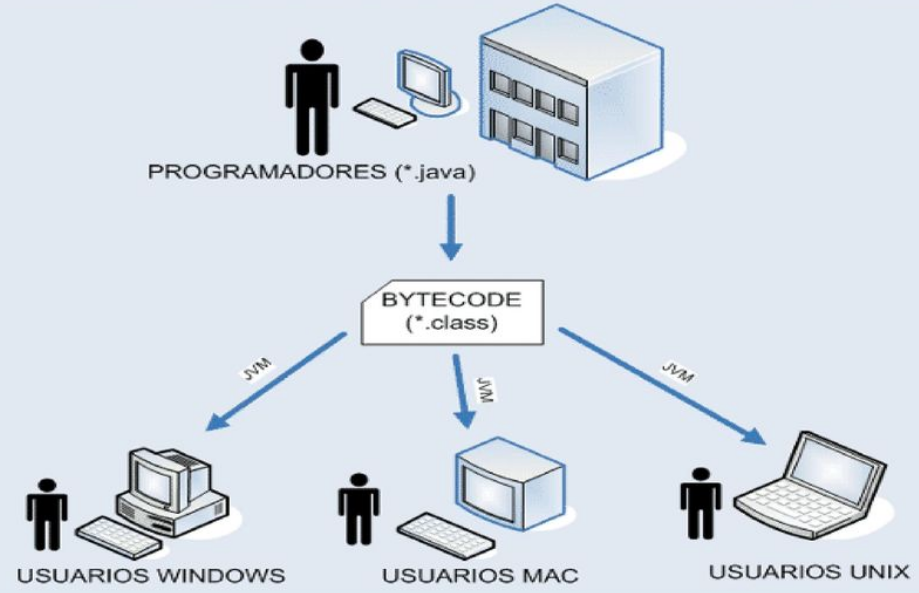 PROGRAMADORES (*.java)
BYTECODE
(*.class)
JVM
JVM
JVM
USUARIOS WINDOWS
USUARIOS MAC
USUARIOS UNIX